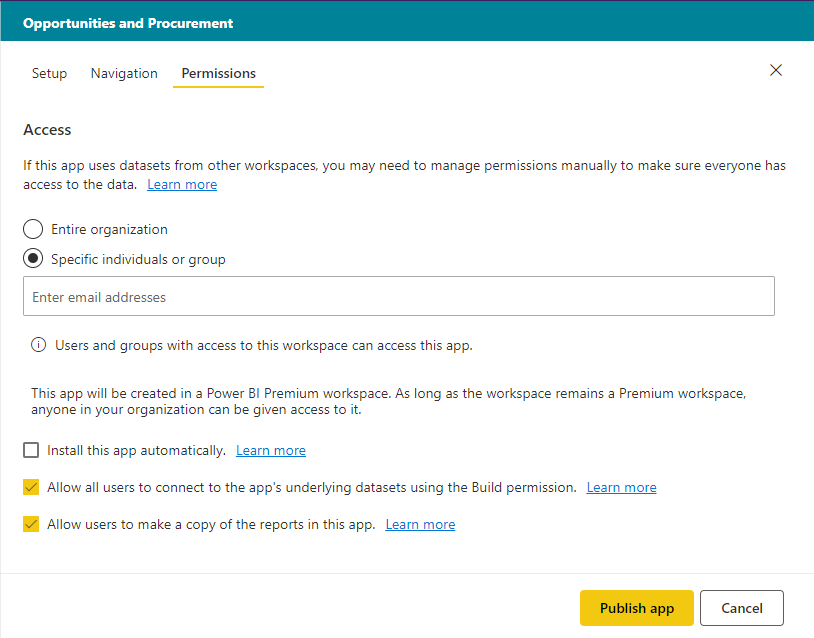 Opportunities and Procurement
Setup Navigation Permissions
Access
If this app uses datasets from other workspaces, you may need to manage permissions manually to make sure everyone has
access to the data. Learn more
Entire organization
Specific individuals or group
Enter email addresses
Users and groups with access to this workspace can access this app.
This app will be created in a Power BI Premium workspace. As long as the workspace remains a Premium workspace,
anyone in your organization can be given access to it.
Install this app automatically. Learn more
Allow all users to connect to the app's underlying datasets using the Build permission. Learn more
Allow users to make a copy of the reports in this app. Learn more
Publish app Cancel